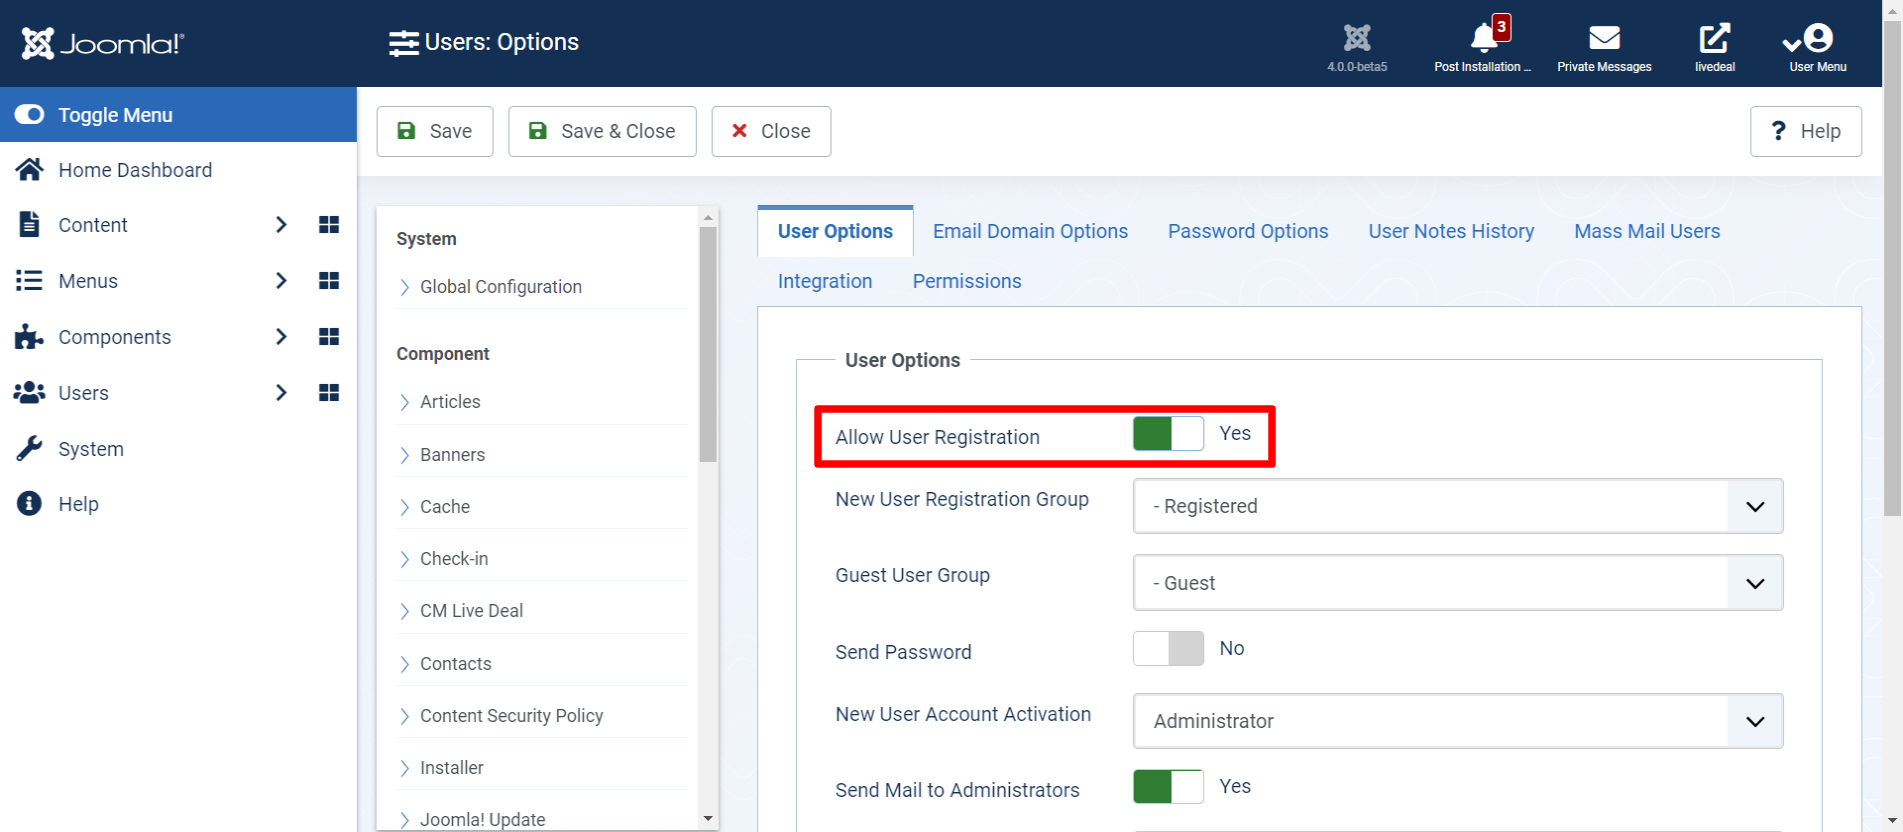 Joomla!®
Users: Options
4.0.0-beta5
3
Post Installation ...
Private Messages
livedeal
User Menu
Toggle Menu
Home Dashboard
Content
Menus
Components
Users
System
Help
Save
Save & Close
Close
? Help
System
Global Configuration
Component
Articles
Banners
Cache
Check-in
CM Live Deal
Contacts
Content Security Policy
Installer
Joomla! Update
User Options
Email Domain Options
Password Options
User Notes History
Mass Mail Users
Integration
Permissions
User Options
Allow User Registration
Yes
New User Registration Group
- Registered
Guest User Group
- Guest
Send Password
No
New User Account Activation
Administrator
Send Mail to Administrators
Yes